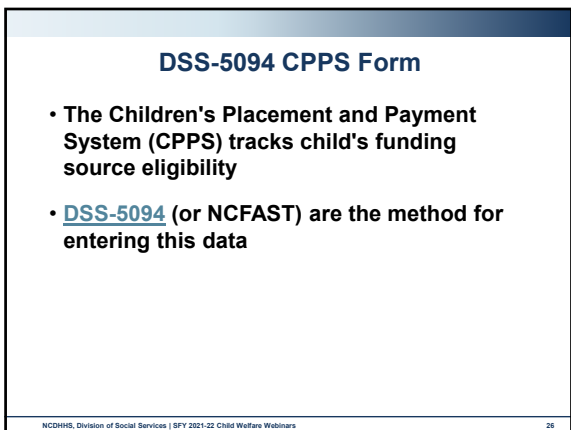 DSS-5094 CPPS Form
• The Children's Placement and Payment
System (CPPS) tracks child's funding
source eligibility
• DSS-5094 (or NCFAST) are the method for
entering this data
NCDHHS, Division of Social Services | SFY 2021-22 Child Welfare Webinars 26